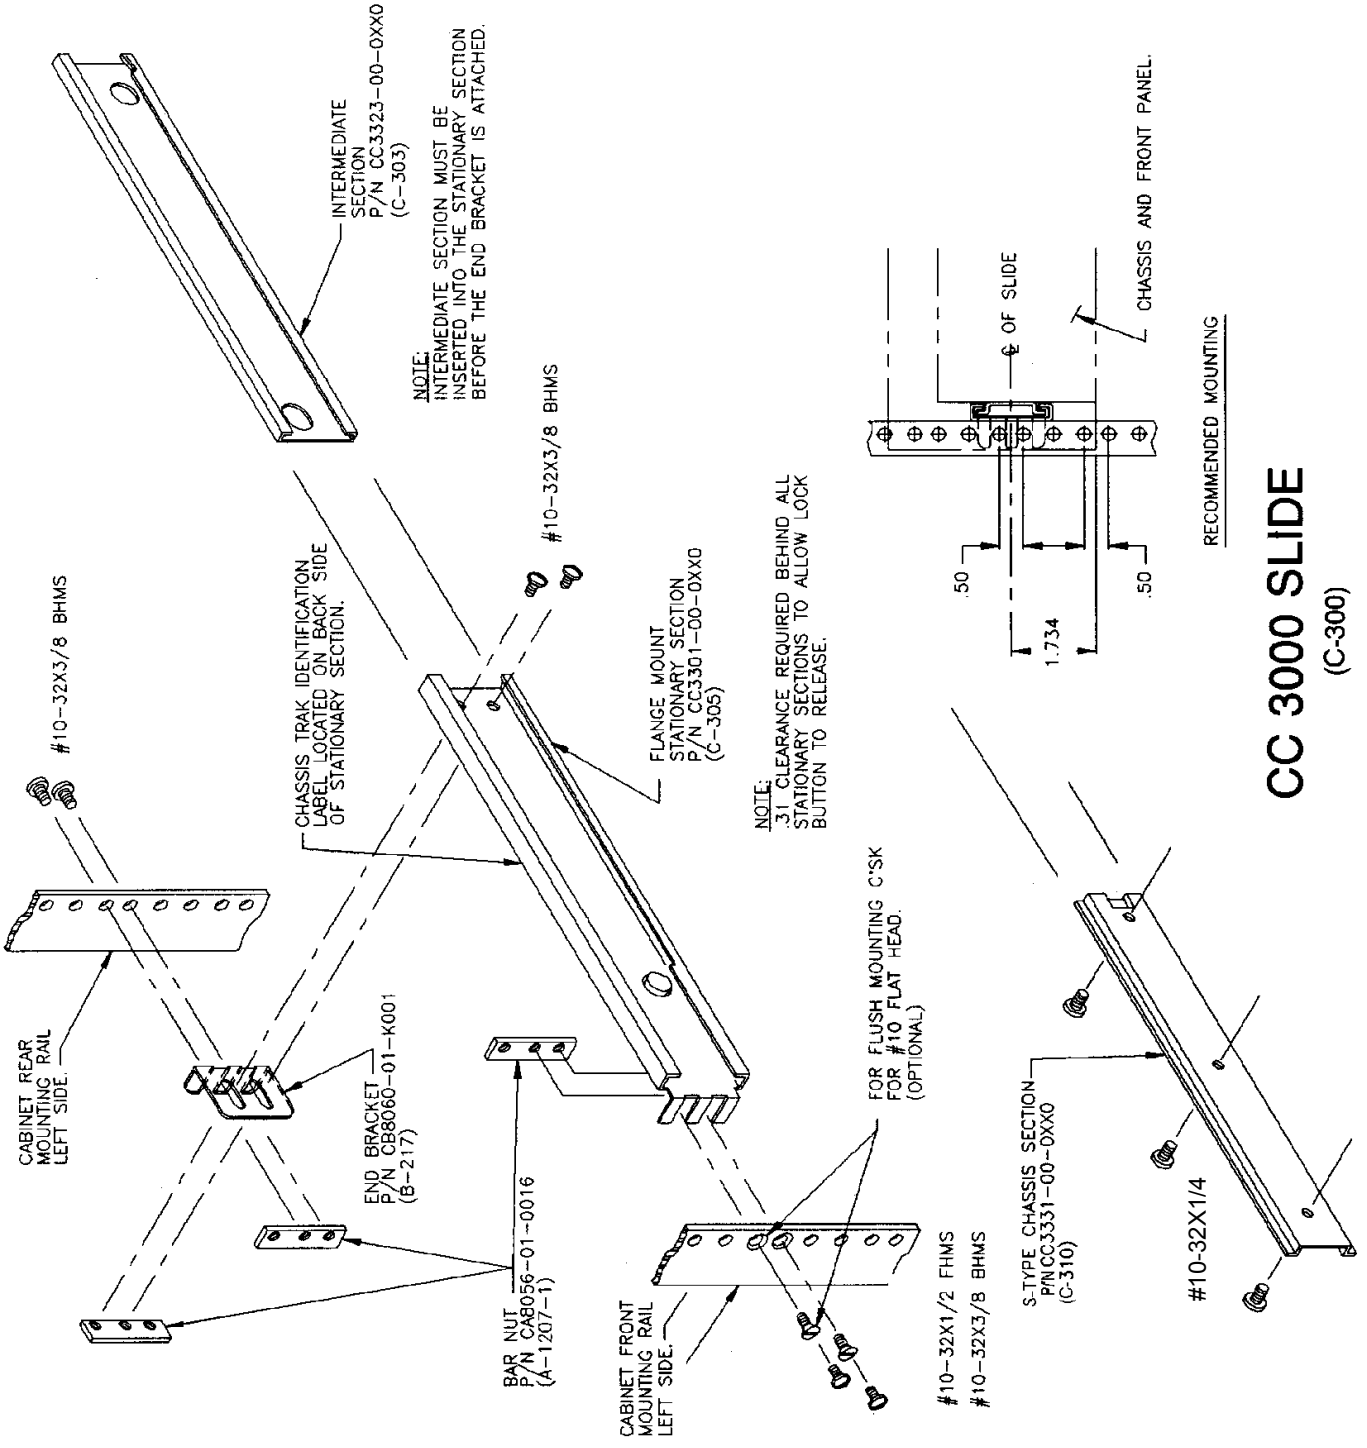 #10-32X3/8 BHMS
CABINET REAR
MOUNTING RAIL
LEFT SIDE.
END BRACKET
P/N CB8060-01-K001
(B-217)
BAR NUT
P/N CA8056-01-0016
(A-1207-1)
CHASSIS TRAK IDENTIFICATION
LABEL LOCATED ON BACK SIDE
OF STATIONARY SECTION.
INTERMEDIATE
SECTION
P/N CC3323-00-0XX0
(C-303)
NOTE:
INTERMEDIATE SECTION MUST BE
INSERTED INTO THE STATIONARY SECTION
BEFORE THE END BRACKET IS ATTACHED.
#10-32X3/8 BHMS
FLANGE MOUNT
STATIONARY SECTION
P/N CC3301-00-0XX0
(C-305)
NOTE:
.31 CLEARANCE REQUIRED BEHIND ALL
STATIONARY SECTIONS TO ALLOW LOCK
BUTTON TO RELEASE.
CABINET FRONT
MOUNTING RAIL
LEFT SIDE.
FOR FLUSH MOUNTING C'SK
FOR #10 FLAT HEAD.
(OPTIONAL)
#10-32X1/2 FHMS
#10-32X3/8 BHMS
S-TYPE CHASSIS SECTION
P/N CC3331-00-0XX0
(C-310)
#10-32X1/4
.50
1.734
.50
℄ OF SLIDE
CHASSIS AND FRONT PANEL.
RECOMMENDED MOUNTING
CC 3000 SLIDE
(C-300)